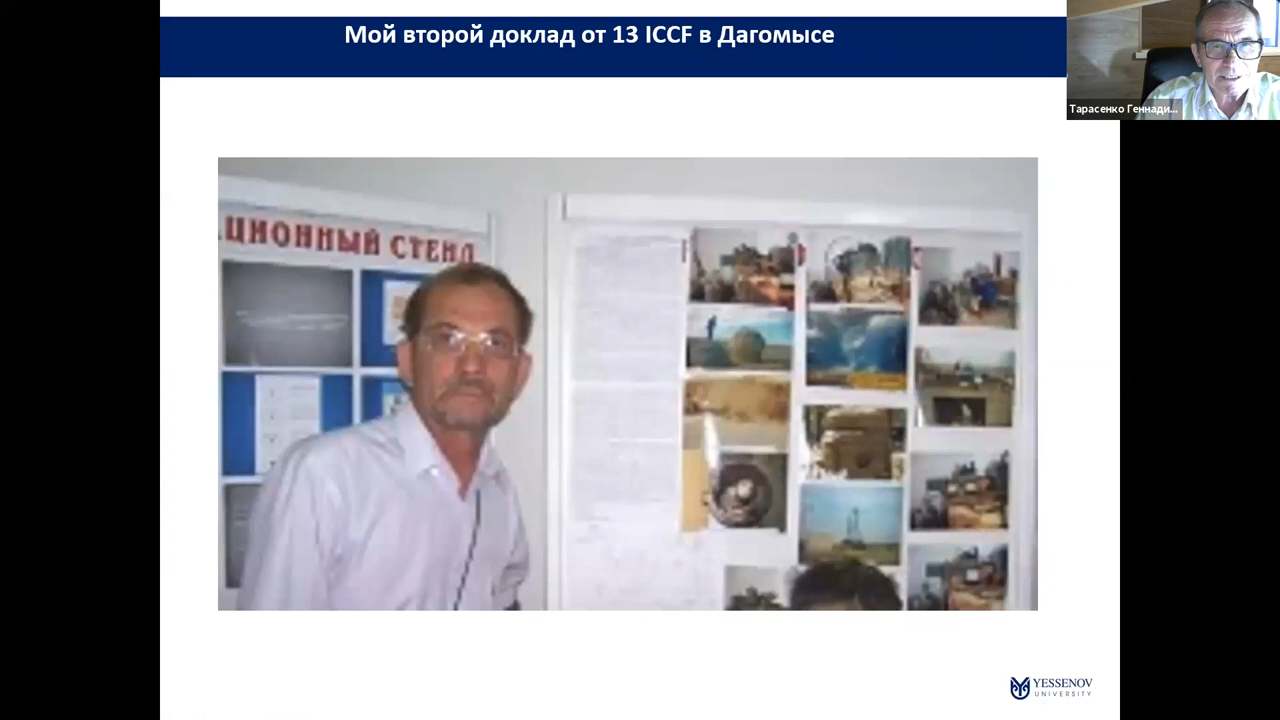 Мой второй доклад от 13 ICCF в Дагомысе
Тарасенко Геннади...
ЦИОННЫЙ СТЕНД
YESSENOV
UNIVERSITY